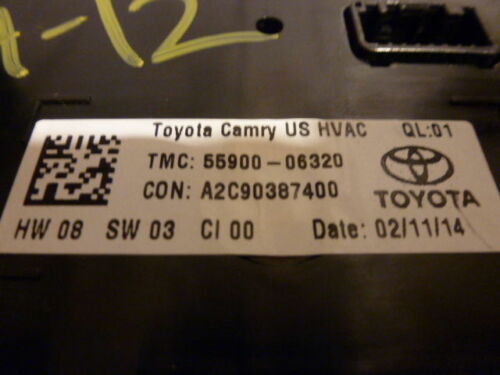 Toyota Camry US HVAC QL:01
TMC: 55900-06320
CON: A2C90387400
TOYOTA
HW 08 SW 03 CI 00 Date: 02/11/14